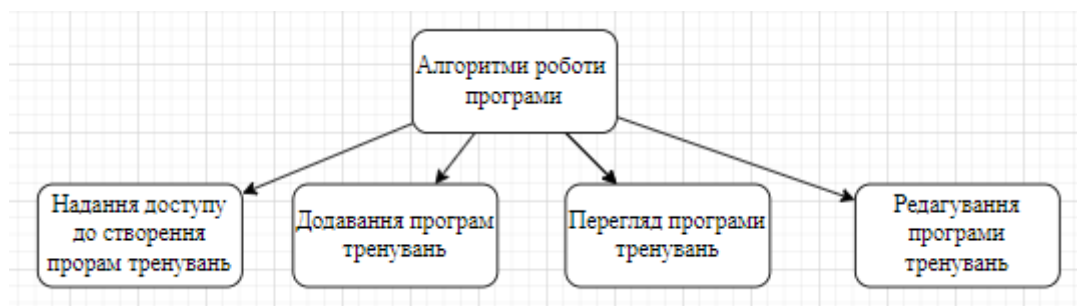 Алгоритми роботи
програми
Надання доступу
до створення
прорам тренувань
Додавання програм
тренувань
Перегляд програми
тренувань
Редагування
програми
тренувань